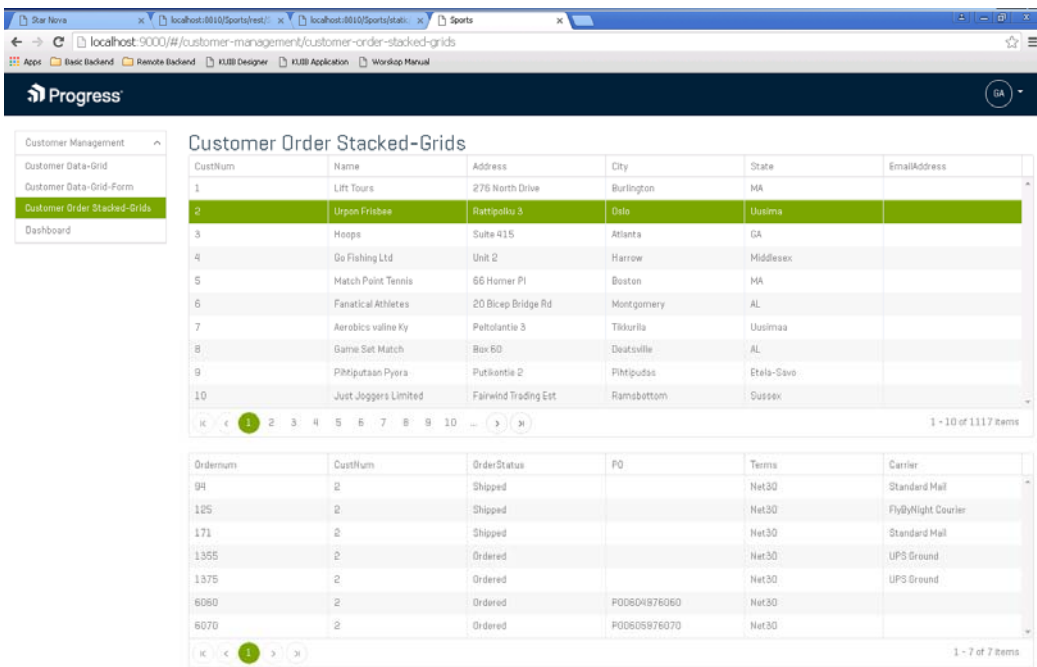 Star Nova localhost:8810/Sports/rest/S localhost:8810/Sports/static Sports
localhost:9000/#/customer-management/customer-order-stacked-grids
Apps Basic Backend Remote Backend KUIB Designer KUIB Application Worskop Manual
Progress GA
Customer Management
Customer Data-Grid
Customer Data-Grid-Form
Customer Order Stacked-Grids
Dashboard
Customer Order Stacked-Grids
CustNum Name Address City State EmailAddress
1 Lift Tours 276 North Drive Burlington MA
2 Urpon Frisbee Rattipolku 3 Oslo Uusima
3 Hoops Suite 415 Atlanta GA
4 Go Fishing Ltd Unit 2 Harrow Middlesex
5 Match Point Tennis 66 Homer Pl Boston MA
6 Fanatical Athletes 20 Bicep Bridge Rd Montgomery AL
7 Aerobics valine Ky Peltolantie 3 Tikkurila Uusimaa
8 Game Set Match Box 60 Deatsville AL
9 Pihtiputaan Pyora Putikontie 2 Pihtipudas Etela-Savo
10 Just Joggers Limited Fairwind Trading Est Ramsbottom Sussex
1 2 3 4 5 6 7 8 9 10 ... 1 - 10 of 1117 items
Ordernum CustNum OrderStatus PO Terms Carrier
94 2 Shipped Net30 Standard Mail
125 2 Shipped Net30 FlyByNight Courier
171 2 Shipped Net30 Standard Mail
1355 2 Ordered Net30 UPS Ground
1375 2 Ordered Net30 UPS Ground
6060 2 Ordered Net30
6070 2 Ordered Net30
1 1 - 7 of 7 items